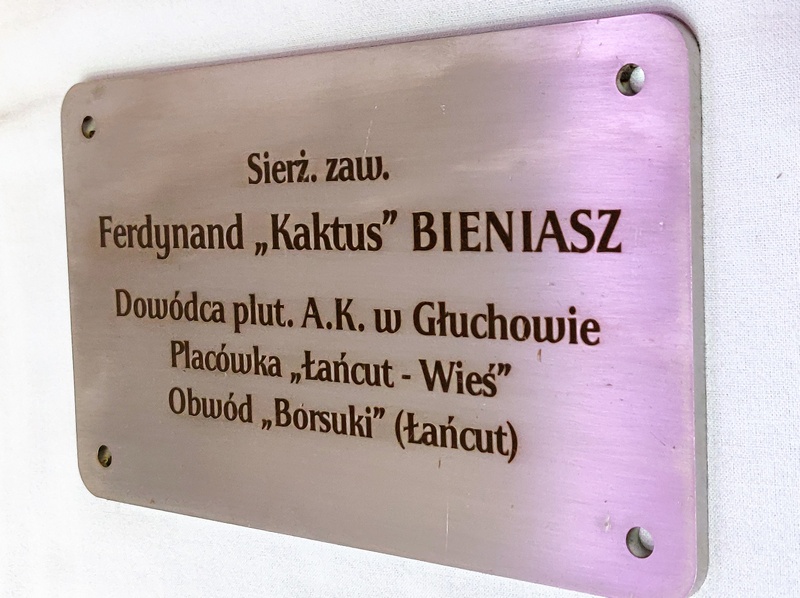 Sierż. zaw.
Ferdynand „Kaktus” BIENIASZ
Dowódca plut. A.K. w Głuchowie
Placówka „Łańcut - Wieś”
Obwód „Borsuki” (Łańcut)